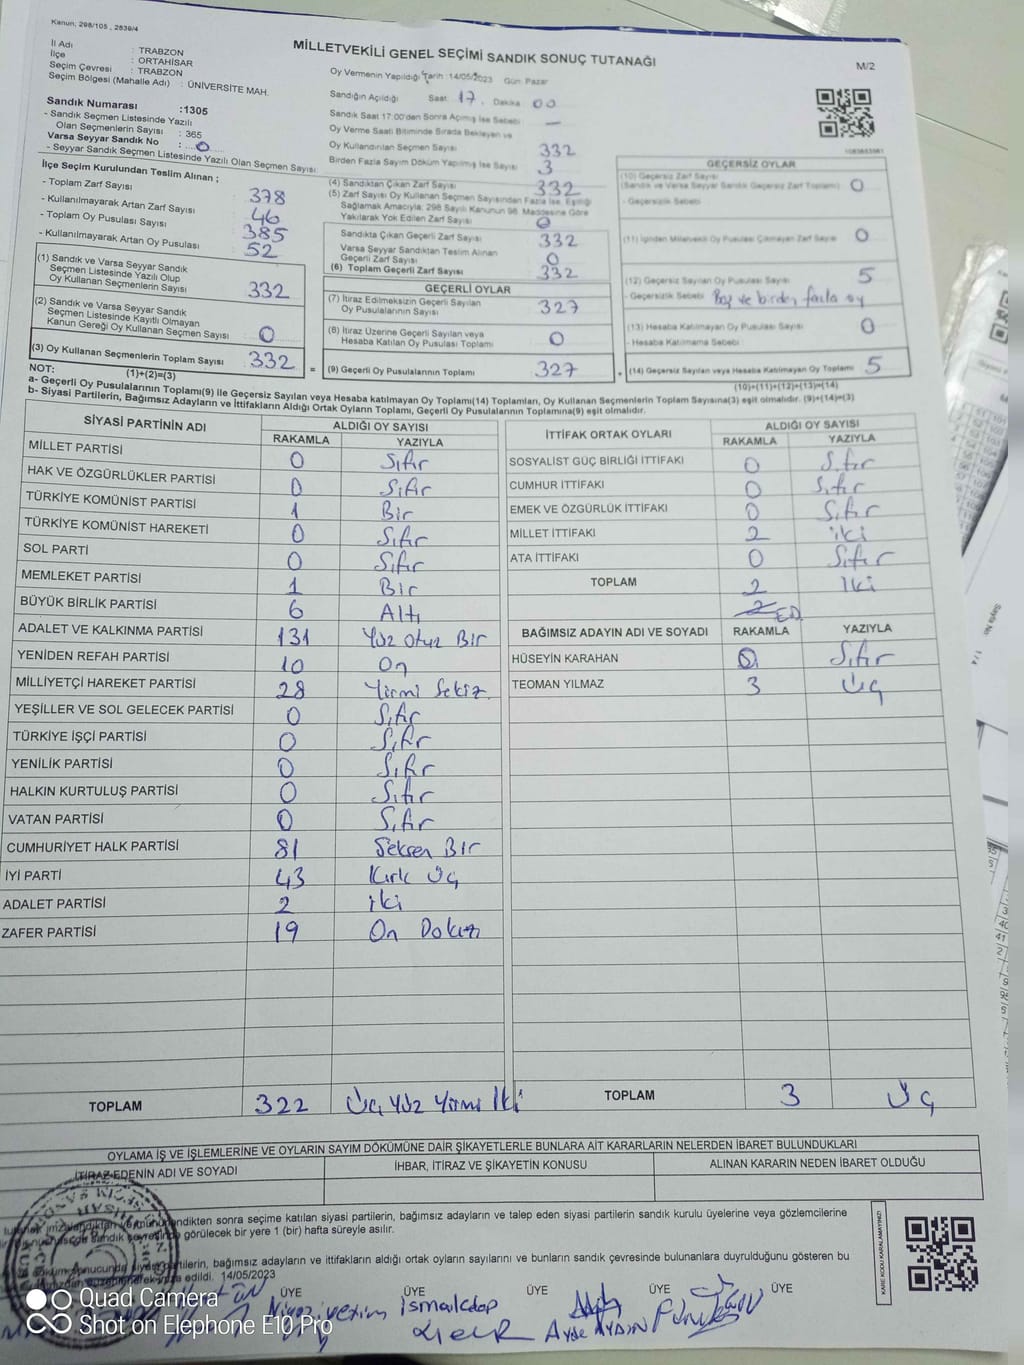 Kanun; 298/105 , 2839/4
MİLLETVEKİLİ GENEL SEÇİMİ SANDIK SONUÇ TUTANAĞI
M/2
İl Adı : TRABZON
İlçe : ORTAHİSAR
Seçim Çevresi : TRABZON
Seçim Bölgesi (Mahalle Adı) : ÜNİVERSİTE MAH.
Sandık Numarası :1305
- Sandık Seçmen Listesinde Yazılı
Olan Seçmenlerin Sayısı : 365
Varsa Seyyar Sandık No : 0
- Seyyar Sandık Seçmen Listesinde Yazılı Olan Seçmen Sayısı
Oy Vermenin Yapıldığı Tarih :14/05/2023 Gün: Pazar
Sandığın Açıldığı Saat: 17. Dakika 00
Sandık Saat 17:00'den Sonra Açılmış İse Sebebi —
Oy Verme Saati Bitiminde Sırada Bekleyen ve
Oy Kullandırılan Seçmen Sayısı 332
Birden Fazla Sayım Döküm Yapılmış İse Sayısı 3
İlçe Seçim Kurulundan Teslim Alınan ;
- Toplam Zarf Sayısı 378
- Kullanılmayarak Artan Zarf Sayısı 46
- Toplam Oy Pusulası Sayısı 385
- Kullanılmayarak Artan Oy Pusulası 52
(1) Sandık ve Varsa Seyyar Sandık
Seçmen Listesinde Yazılı Olup
Oy Kullanan Seçmenlerin Sayısı 332
(2) Sandık ve Varsa Seyyar Sandık
Seçmen Listesinde Kayıtlı Olmayan
Kanun Gereği Oy Kullanan Seçmen Sayısı 0
(3) Oy Kullanan Seçmenlerin Toplam Sayısı 332
(1)+(2)=(3)
(4) Sandıktan Çıkan Zarf Sayısı 332
(5) Zarf Sayısı Oy Kullanan Seçmen Sayısından Fazla İse, Eşitliği
Sağlamak Amacıyla; 298 Sayılı Kanunun 98. Maddesine Göre
Yakılarak Yok Edilen Zarf Sayısı 0
Sandıkta Çıkan Geçerli Zarf Sayısı 332
Varsa Seyyar Sandıktan Teslim Alınan
Geçerli Zarf Sayısı 0
(6) Toplam Geçerli Zarf Sayısı 332
GEÇERLİ OYLAR
(7) İtiraz Edilmeksizin Geçerli Sayılan
Oy Pusulalarının Sayısı 327
(8) İtiraz Üzerine Geçerli Sayılan veya
Hesaba Katılan Oy Pusulası Toplamı 0
= (9) Geçerli Oy Pusulalarının Toplamı 327
GEÇERSİZ OYLAR
(10) Geçersiz Zarf Sayısı
(Sandık ve Varsa Seyyar Sandık Geçersiz Zarf Toplamı) 0
- Geçersizlik Sebebi
(11) İçinden Milletvekili Oy Pusulası Çıkmayan Zarf Sayısı 0
(12) Geçersiz Sayılan Oy Pusulası Sayısı 5
- Geçersizlik Sebebi Boş ve birden fazla oy
(13) Hesaba Katılmayan Oy Pusulası Sayısı 0
- Hesaba Katılmama Sebebi
+ (14) Geçersiz Sayılan veya Hesaba Katılmayan Oy Toplamı 5
(10)+(11)+(12)+(13)=(14)
NOT:
a- Geçerli Oy Pusulalarının Toplamı(9) ile Geçersiz Sayılan veya Hesaba katılmayan Oy Toplamı(14) Toplamları, Oy Kullanan Seçmenlerin Toplam Sayısına(3) eşit olmalıdır. (9)+(14)=(3)
b- Siyasi Partilerin, Bağımsız Adayların ve İttifakların Aldığı Ortak Oyların Toplamı, Geçerli Oy Pusulalarının Toplamına(9) eşit olmalıdır.
SİYASİ PARTİNİN ADI ALDIĞI OY SAYISI
RAKAMLA YAZIYLA
MİLLET PARTİSİ 0 Sıfır
HAK VE ÖZGÜRLÜKLER PARTİSİ 0 Sıfır
TÜRKİYE KOMÜNİST PARTİSİ 1 Bir
TÜRKİYE KOMÜNİST HAREKETİ 0 Sıfır
SOL PARTİ 0 Sıfır
MEMLEKET PARTİSİ 1 Bir
BÜYÜK BİRLİK PARTİSİ 6 Altı
ADALET VE KALKINMA PARTİSİ 131 Yüz Otuz Bir
YENİDEN REFAH PARTİSİ 10 On
MİLLİYETÇİ HAREKET PARTİSİ 28 Yirmi Sekiz
YEŞİLLER VE SOL GELECEK PARTİSİ 0 Sıfır
TÜRKİYE İŞÇİ PARTİSİ 0 Sıfır
YENİLİK PARTİSİ 0 Sıfır
HALKIN KURTULUŞ PARTİSİ 0 Sıfır
VATAN PARTİSİ 0 Sıfır
CUMHURİYET HALK PARTİSİ 81 Seksen Bir
İYİ PARTİ 43 Kırk Üç
ADALET PARTİSİ 2 iki
ZAFER PARTİSİ 19 On Dokuz
TOPLAM 322 Üç Yüz Yirmi İki
İTTİFAK ORTAK OYLARI ALDIĞI OY SAYISI
RAKAMLA YAZIYLA
SOSYALİST GÜÇ BİRLİĞİ İTTİFAKI 0 Sıfır
CUMHUR İTTİFAKI 0 Sıfır
EMEK VE ÖZGÜRLÜK İTTİFAKI 0 Sıfır
MİLLET İTTİFAKI 2 iki
ATA İTTİFAKI 0 Sıfır
TOPLAM 2 İki
BAĞIMSIZ ADAYIN ADI VE SOYADI RAKAMLA YAZIYLA
HÜSEYİN KARAHAN 0 Sıfır
TEOMAN YILMAZ 3 Üç
TOPLAM 3 Üç
OYLAMA İŞ VE İŞLEMLERİNE VE OYLARIN SAYIM DÖKÜMÜNE DAİR ŞİKAYETLERLE BUNLARA AİT KARARLARIN NELERDEN İBARET BULUNDUKLARI
İTİRAZ EDENİN ADI VE SOYADI
İHBAR, İTİRAZ VE ŞİKAYETİN KONUSU
ALINAN KARARIN NEDEN İBARET OLDUĞU
sonra seçime katılan siyasi partilerin, bağımsız adayların ve talep eden siyasi partilerin sandık kurulu üyelerine veya gözlemcilerine
görülecek bir yere 1 (bir) hafta süreyle asılır.
bağımsız adayların ve ittifakların aldığı ortak oyların sayılarını ve bunların sandık çevresinde bulunanlara duyrulduğunu gösteren bu
edildi. 14/05/2023
ÜYE ÜYE ÜYE ÜYE ÜYE
AYŞE AYDIN
KARE KODU KARALAMAYINIZ!
Sayfa No: 1 / 4
Quad Camera
Shot on Elephone E10 Pro